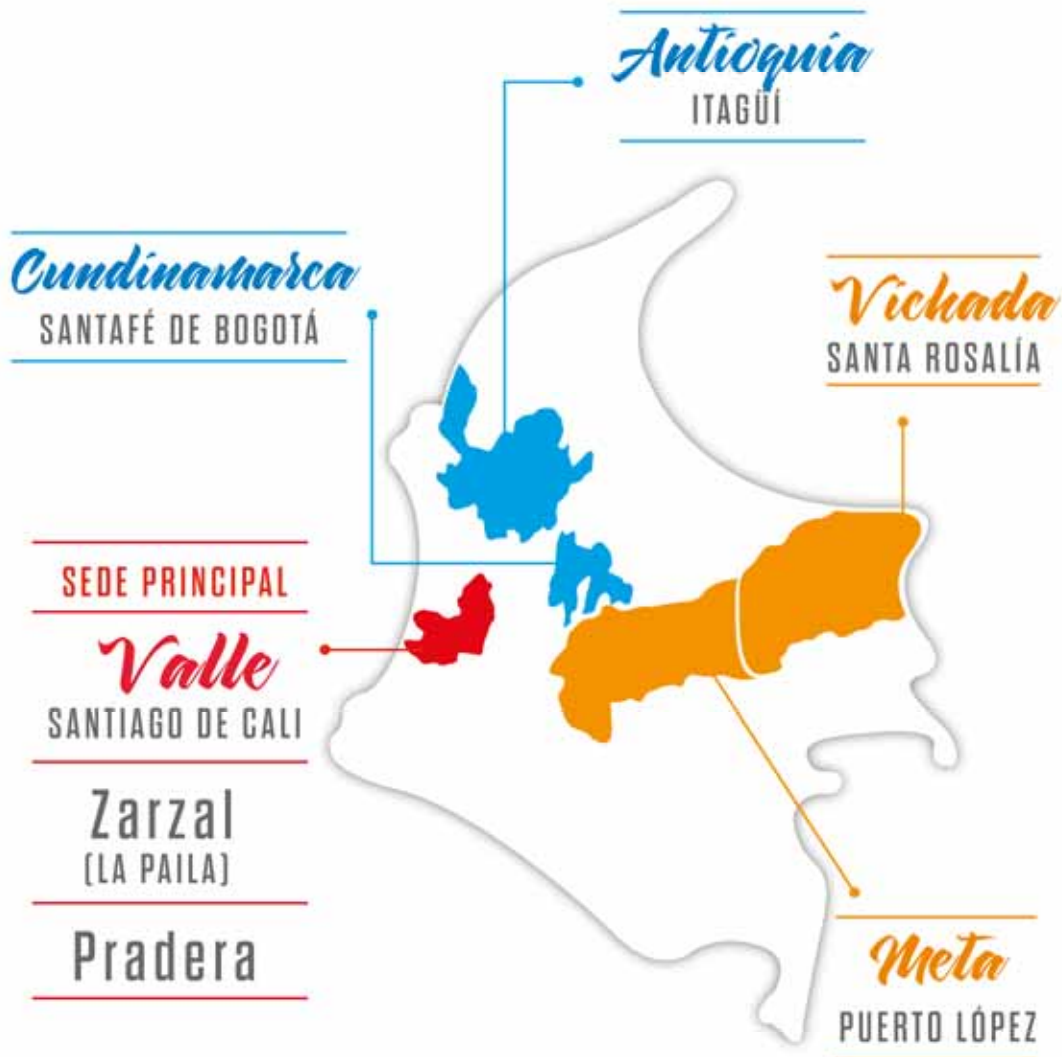 Antioquia
ITAGÜÍ
Cundinamarca
SANTAFÉ DE BOGOTÁ
Vichada
SANTA ROSALÍA
SEDE PRINCIPAL
Valle
SANTIAGO DE CALI
Zarzal
(LA PAILA)
Pradera
Meta
PUERTO LÓPEZ